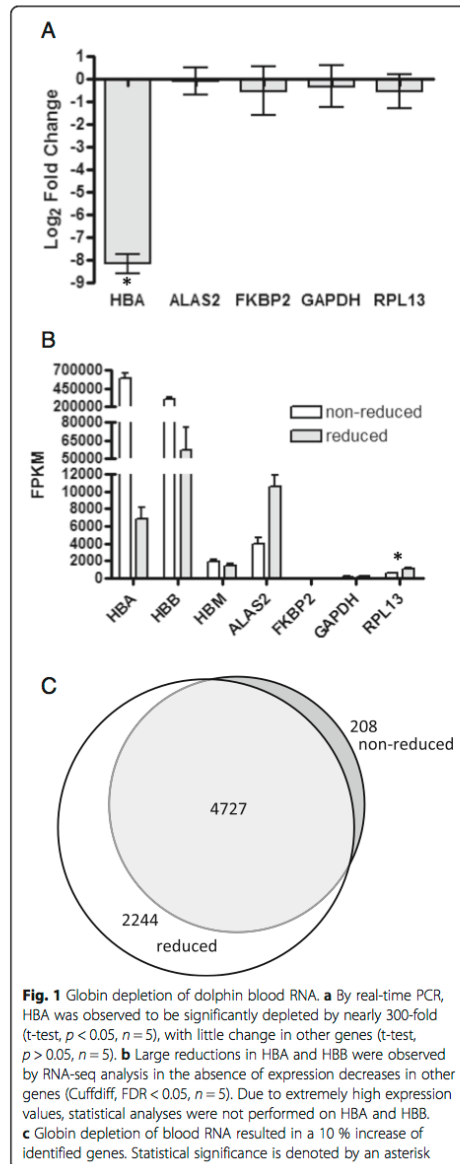 A
1
0
-1
-2
-3
-4
-5
-6
-7
-8
-9
Log2 Fold Change
*
HBA ALAS2 FKBP2 GAPDH RPL13
B
700000
450000
200000
80000
65000
50000
12000
10000
8000
6000
4000
2000
0
FPKM
non-reduced
reduced
*
HBA HBB HBM ALAS2 FKBP2 GAPDH RPL13
C
208
non-reduced
4727
2244
reduced
Fig. 1 Globin depletion of dolphin blood RNA. a By real-time PCR,
HBA was observed to be significantly depleted by nearly 300-fold
(t-test, p < 0.05, n = 5), with little change in other genes (t-test,
p > 0.05, n = 5). b Large reductions in HBA and HBB were observed
by RNA-seq analysis in the absence of expression decreases in other
genes (Cuffdiff, FDR < 0.05, n = 5). Due to extremely high expression
values, statistical analyses were not performed on HBA and HBB.
c Globin depletion of blood RNA resulted in a 10 % increase of
identified genes. Statistical significance is denoted by an asterisk